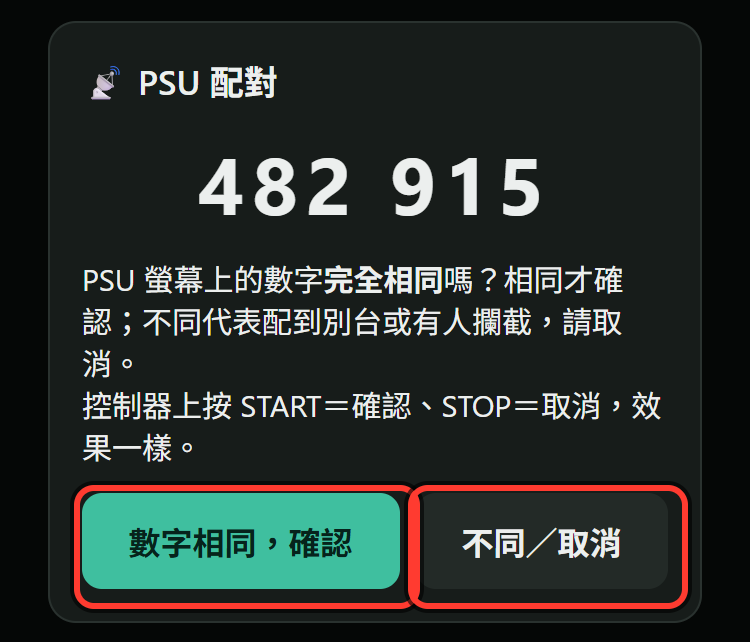 PSU 配對
482 915
PSU 螢幕上的數字完全相同嗎？相同才確
認；不同代表配到別台或有人攔截，請取
消。
控制器上按 START＝確認、STOP＝取消，效
果一樣。
數字相同，確認
不同／取消